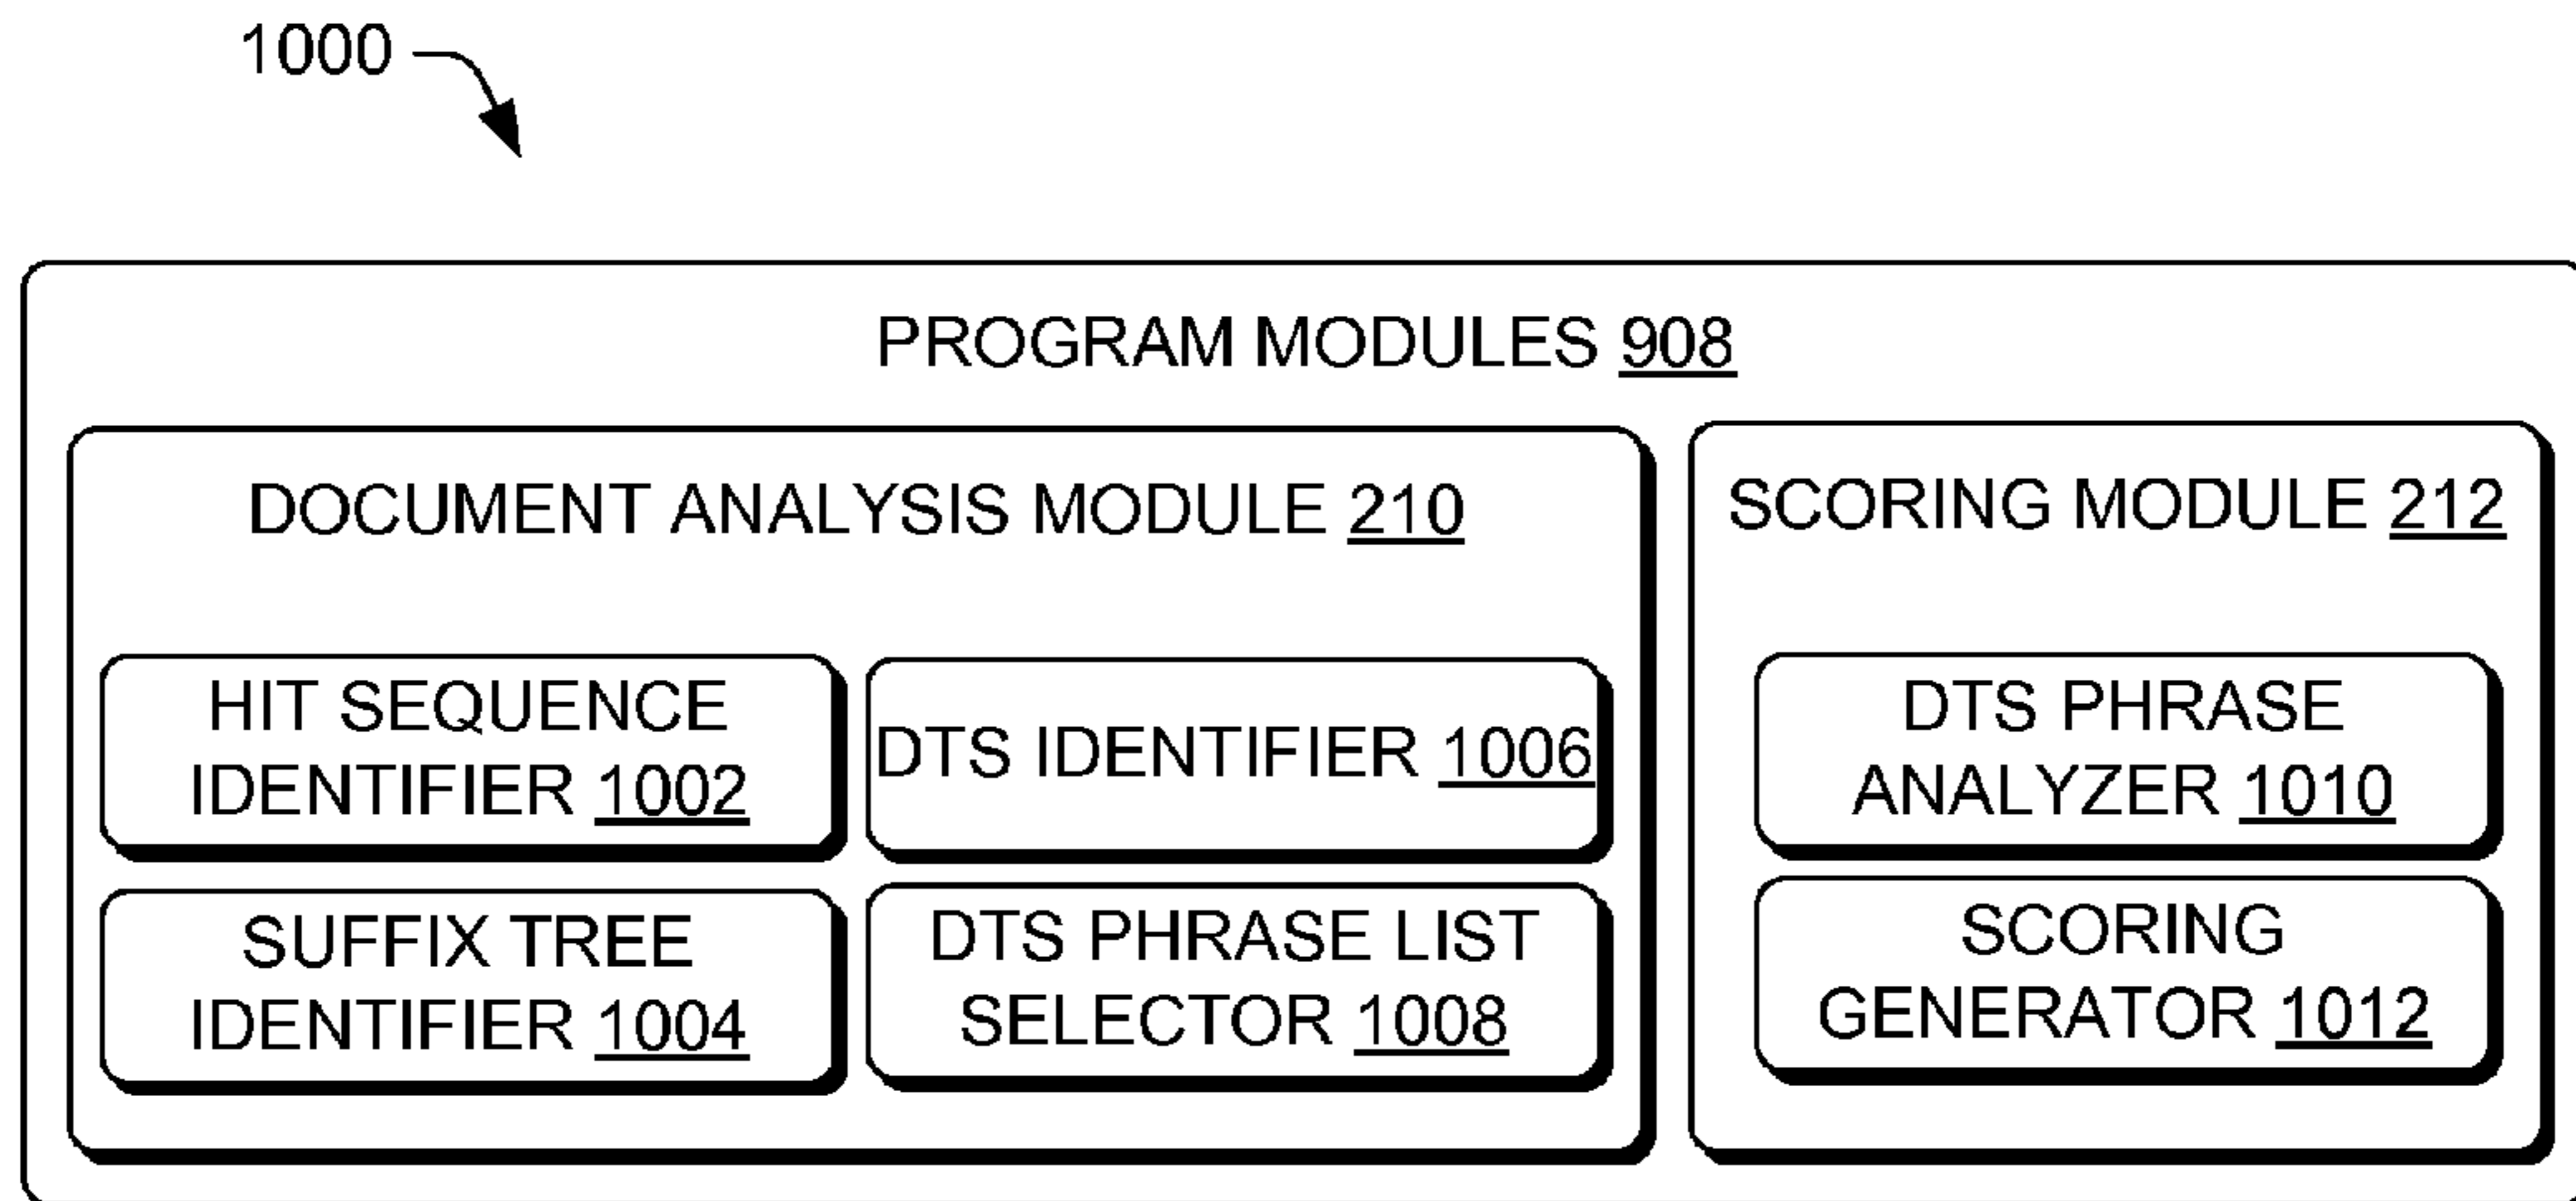 1000
PROGRAM MODULES 908
DOCUMENT ANALYSIS MODULE 210
HIT SEQUENCE
IDENTIFIER 1002
DTS IDENTIFIER 1006
SUFFIX TREE
IDENTIFIER 1004
DTS PHRASE LIST
SELECTOR 1008
SCORING MODULE 212
DTS PHRASE
ANALYZER 1010
SCORING
GENERATOR 1012